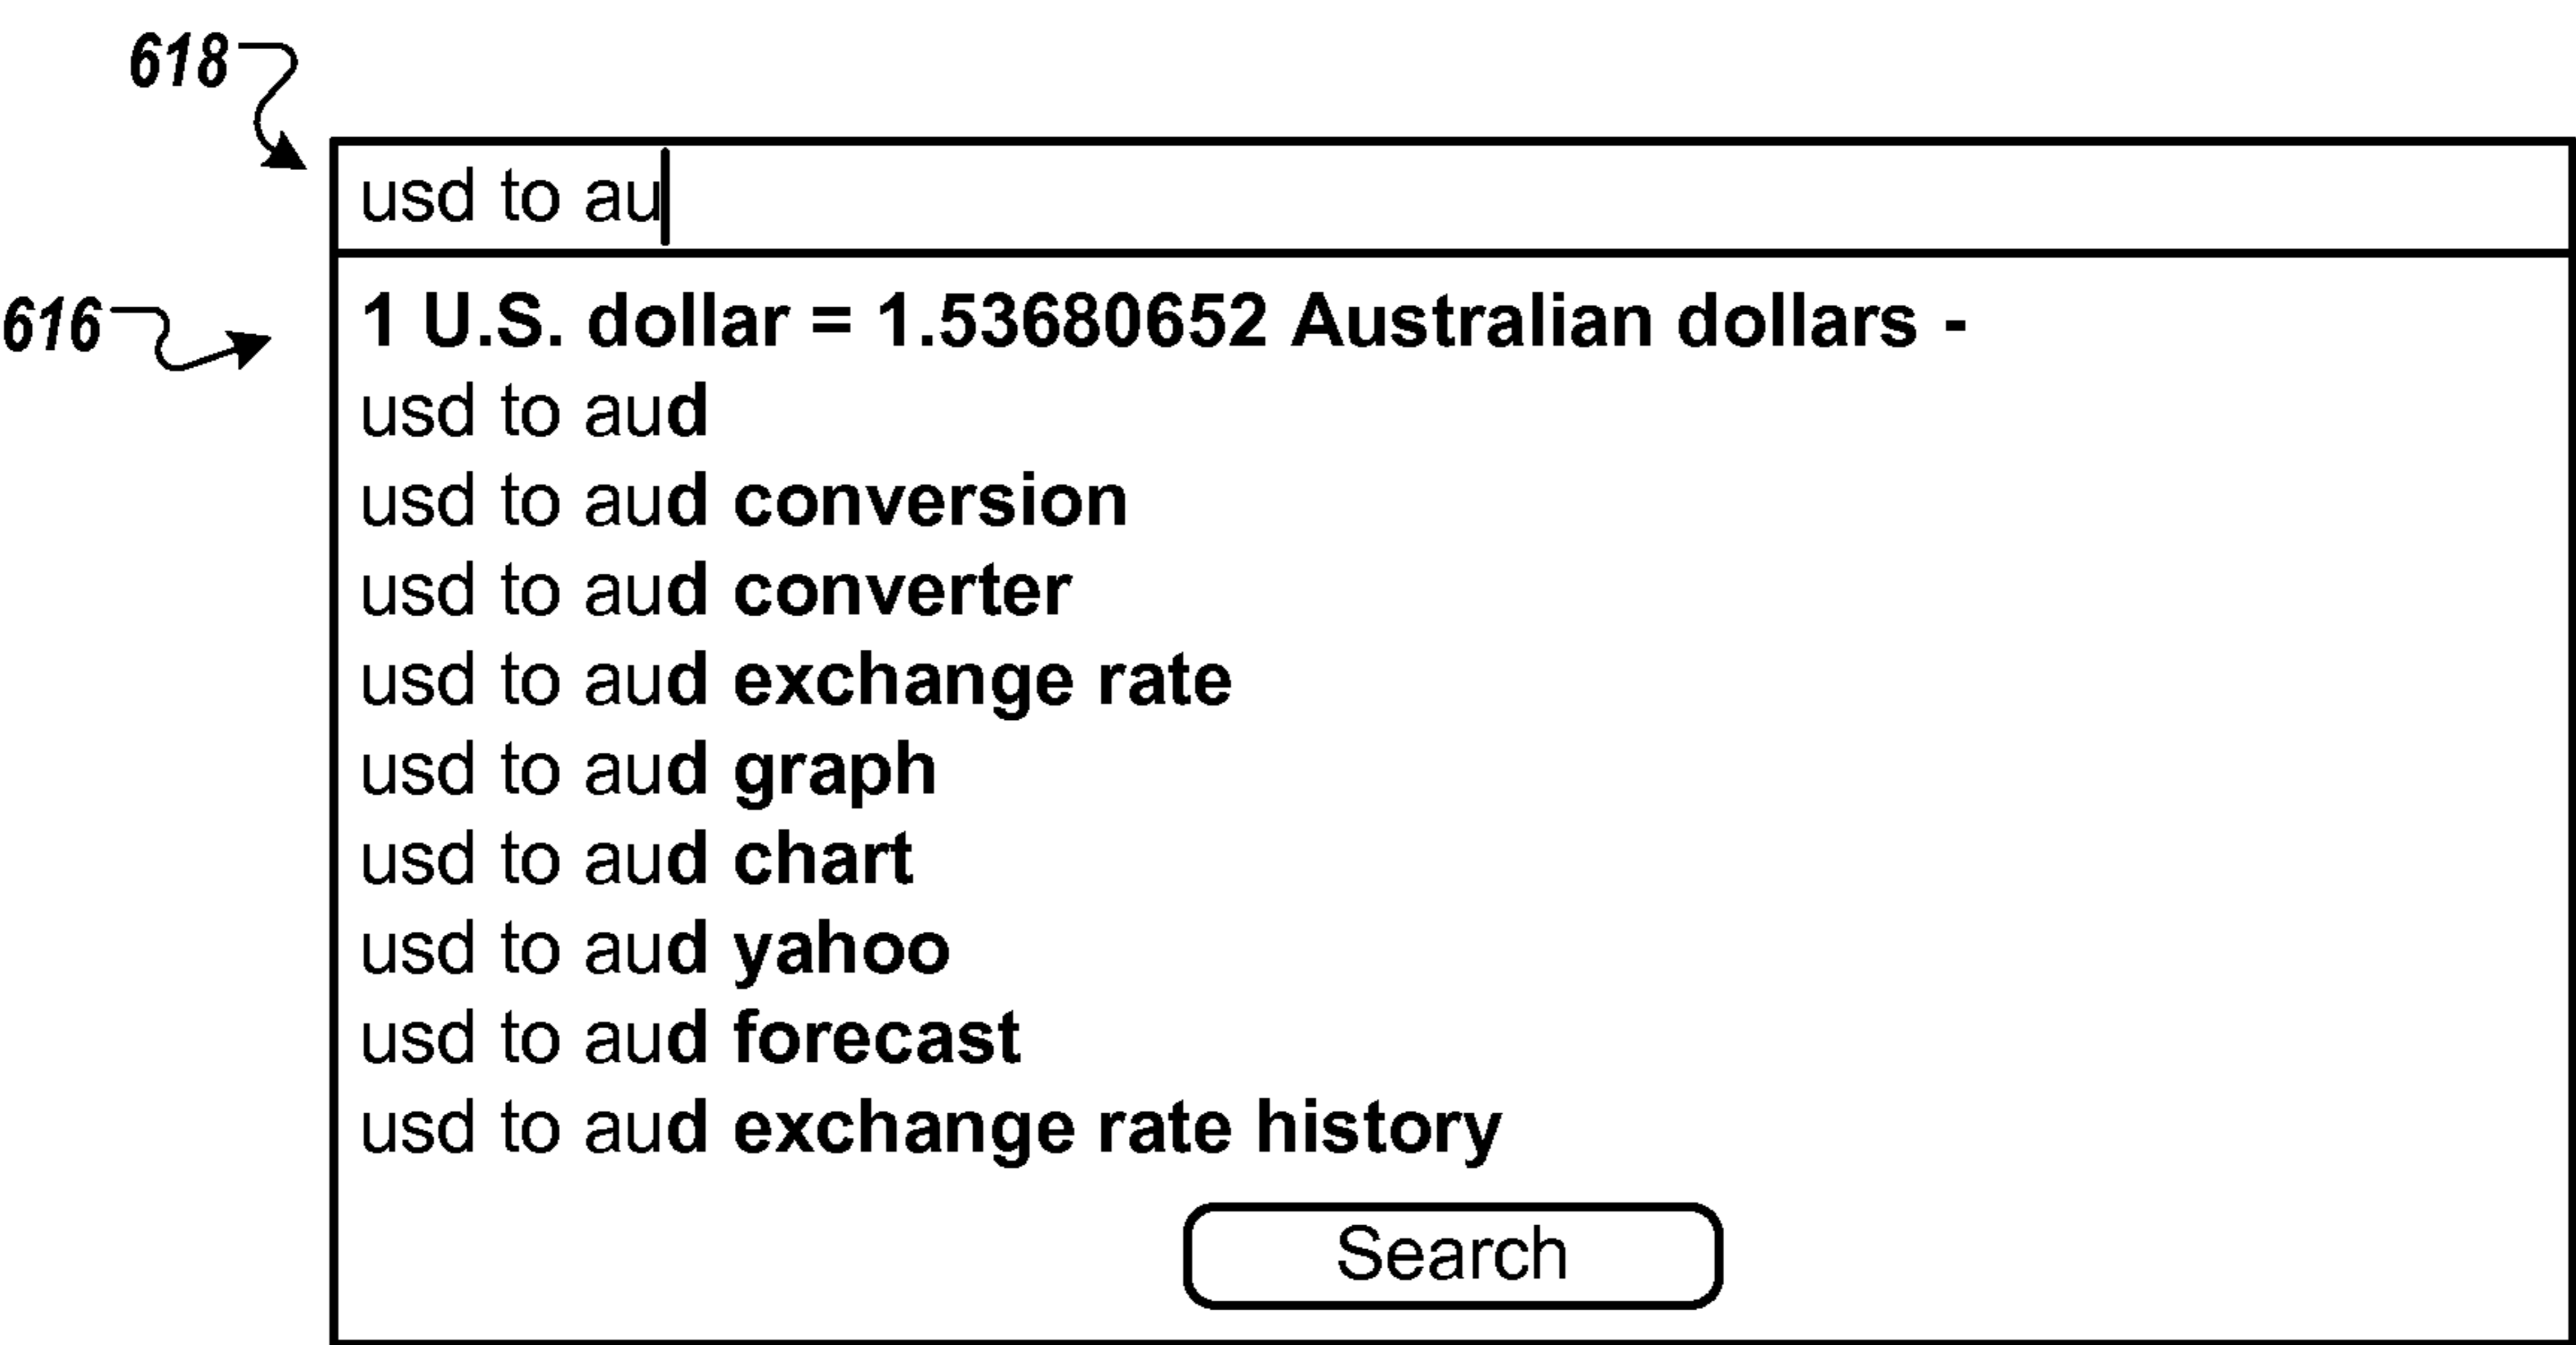 618
usd to au
616
1 U.S. dollar = 1.53680652 Australian dollars -
usd to aud
usd to aud conversion
usd to aud converter
usd to aud exchange rate
usd to aud graph
usd to aud chart
usd to aud yahoo
usd to aud forecast
usd to aud exchange rate history
Search